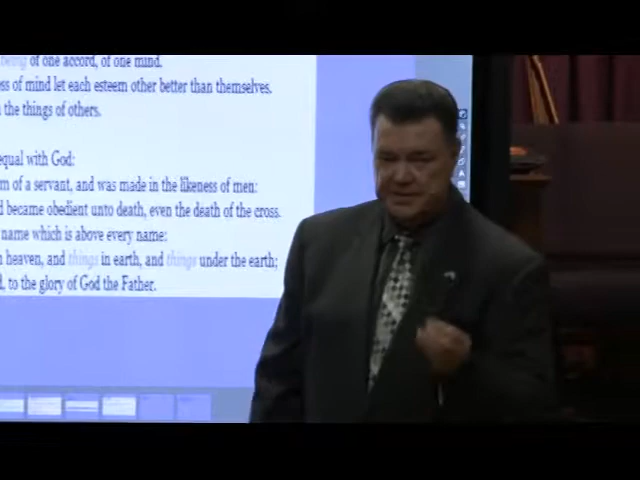 being of one accord, of one mind.
ss of mind let each esteem other better than themselves.
the things of others.
equal with God:
m of a servant, and was made in the likeness of men:
became obedient unto death, even the death of the cross.
name which is above every name:
heaven, and things in earth, and things under the earth;
to the glory of God the Father.